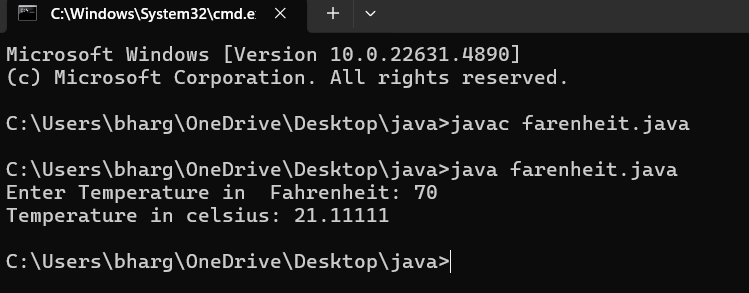 C:\Windows\System32\cmd.e
Microsoft Windows [Version 10.0.22631.4890]
(c) Microsoft Corporation. All rights reserved.
C:\Users\bharg\OneDrive\Desktop\java>javac farenheit.java
C:\Users\bharg\OneDrive\Desktop\java>java farenheit.java
Enter Temperature in  Fahrenheit: 70
Temperature in celsius: 21.11111
C:\Users\bharg\OneDrive\Desktop\java>